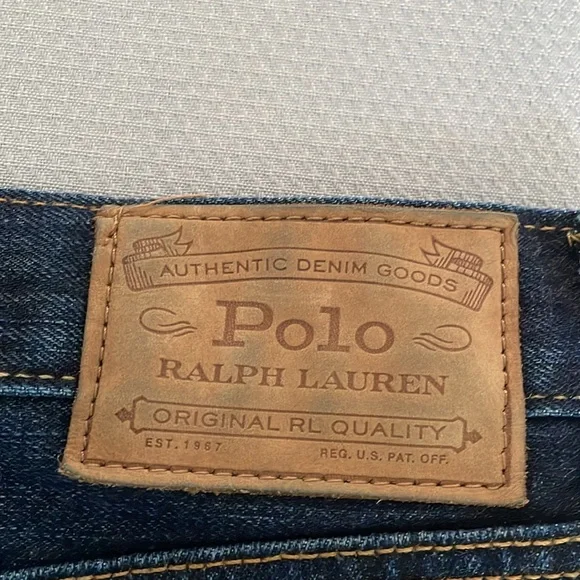 AUTHENTIC DENIM GOODS
Polo
RALPH LAUREN
ORIGINAL RL QUALITY
EST. 1967 REG. U.S. PAT. OFF.